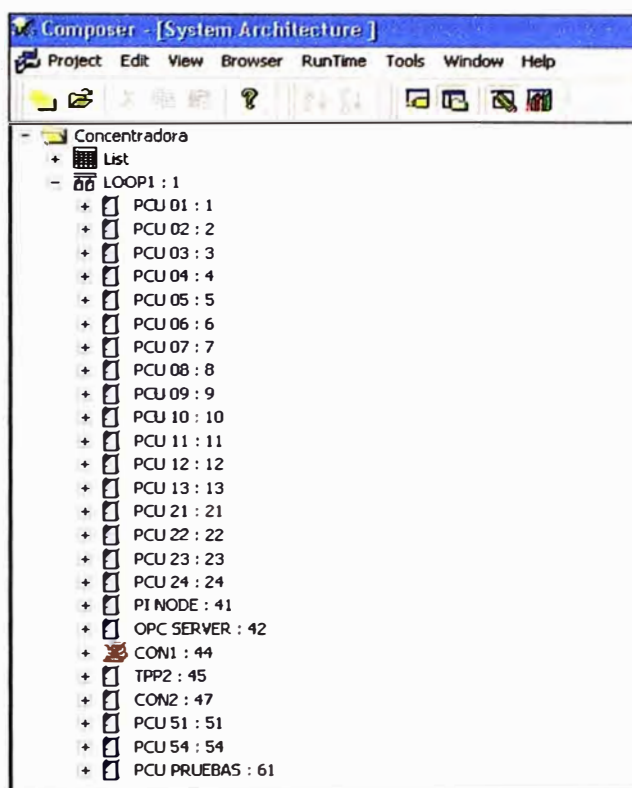 Composer - [System Architecture ]
Project Edit View Browser RunTime Tools Window Help
Concentradora
List
LOOP1 : 1
PCU 01 : 1
PCU 02 : 2
PCU 03 : 3
PCU 04 : 4
PCU 05 : 5
PCU 06 : 6
PCU 07 : 7
PCU 08 : 8
PCU 09 : 9
PCU 10 : 10
PCU 11 : 11
PCU 12 : 12
PCU 13 : 13
PCU 21 : 21
PCU 22 : 22
PCU 23 : 23
PCU 24 : 24
PI NODE : 41
OPC SERVER : 42
CON1 : 44
TPP2 : 45
CON2 : 47
PCU 51 : 51
PCU 54 : 54
PCU PRUEBAS : 61